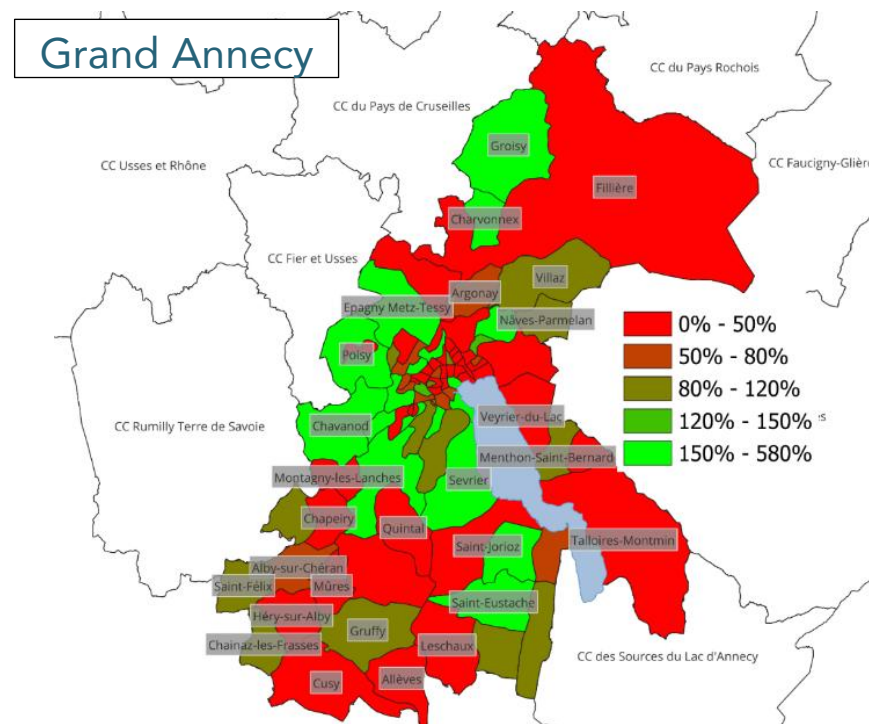 Grand Annecy
CC du Pays Rochois
CC du Pays de Cruseilles
Groisy
CC Usses et Rhône
CC Faucigny-Glière
Fillière
Charvonnex
CC Fier et Usses
Villaz
Argonay
Epagny Metz-Tessy
Nâves-Parmelan
0% - 50%
Poisy
50% - 80%
80% - 120%
Veyrier-du-Lac
120% - 150%
CC Rumilly Terre de Savoie
Chavanod
150% - 580%
Menthon-Saint-Bernard
Montagny-les-Lanches
Sevrier
Chapeiry
Quintal
Saint-Jorioz
Talloires-Montmin
Alby-sur-Chéran
Saint-Félix
Mûres
Saint-Eustache
Héry-sur-Alby
Gruffy
Chainaz-les-Frasses
Leschaux
CC des Sources du Lac d'Annecy
Cusy
Allèves